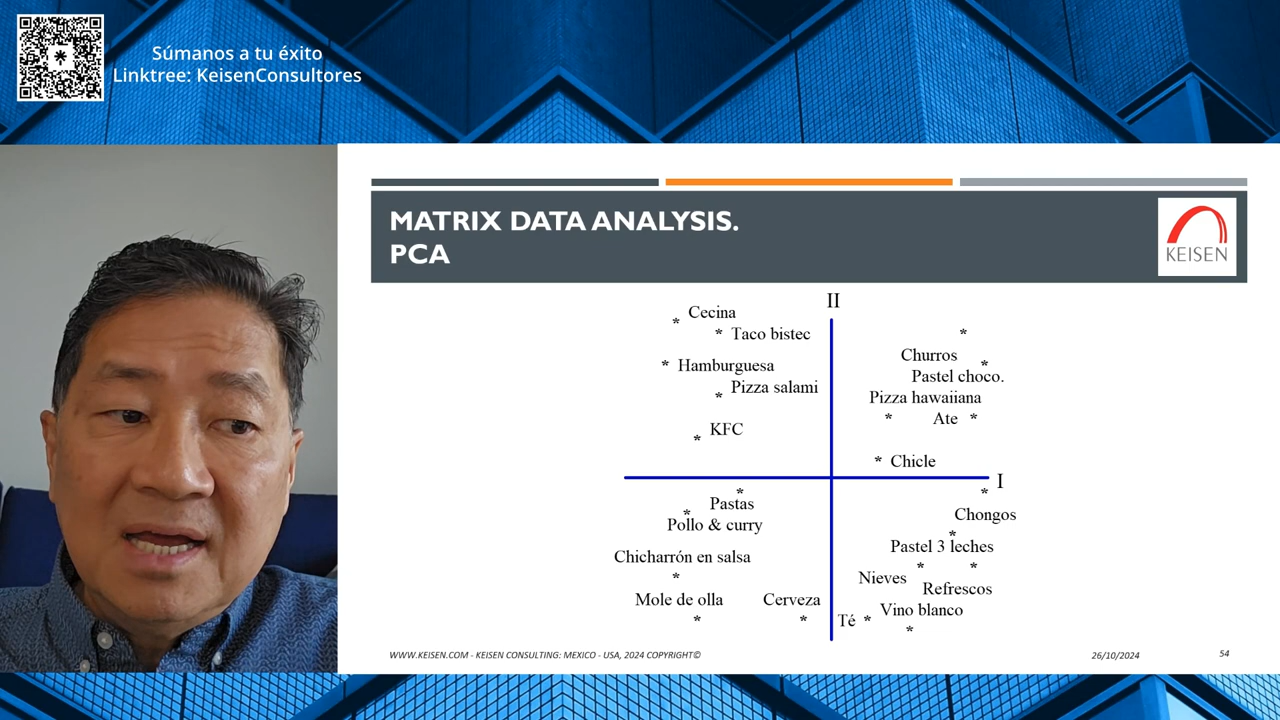 Súmanos a tu éxito
Linktree: KeisenConsultores
MATRIX DATA ANALYSIS.
PCA
KEISEN
II
Cecina
* Taco bistec
*
Churros
* Hamburguesa
Pastel choco.
Pizza salami
Pizza hawaiiana
Ate *
KFC
* Chicle
I
Pastas
Chongos
Pollo & curry
Pastel 3 leches
Chicharrón en salsa
Nieves
Refrescos
Mole de olla
Cerveza
Vino blanco
Té *
WWW.KEISEN.COM - KEISEN CONSULTING: MEXICO - USA, 2024 COPYRIGHT©
26/10/2024
54